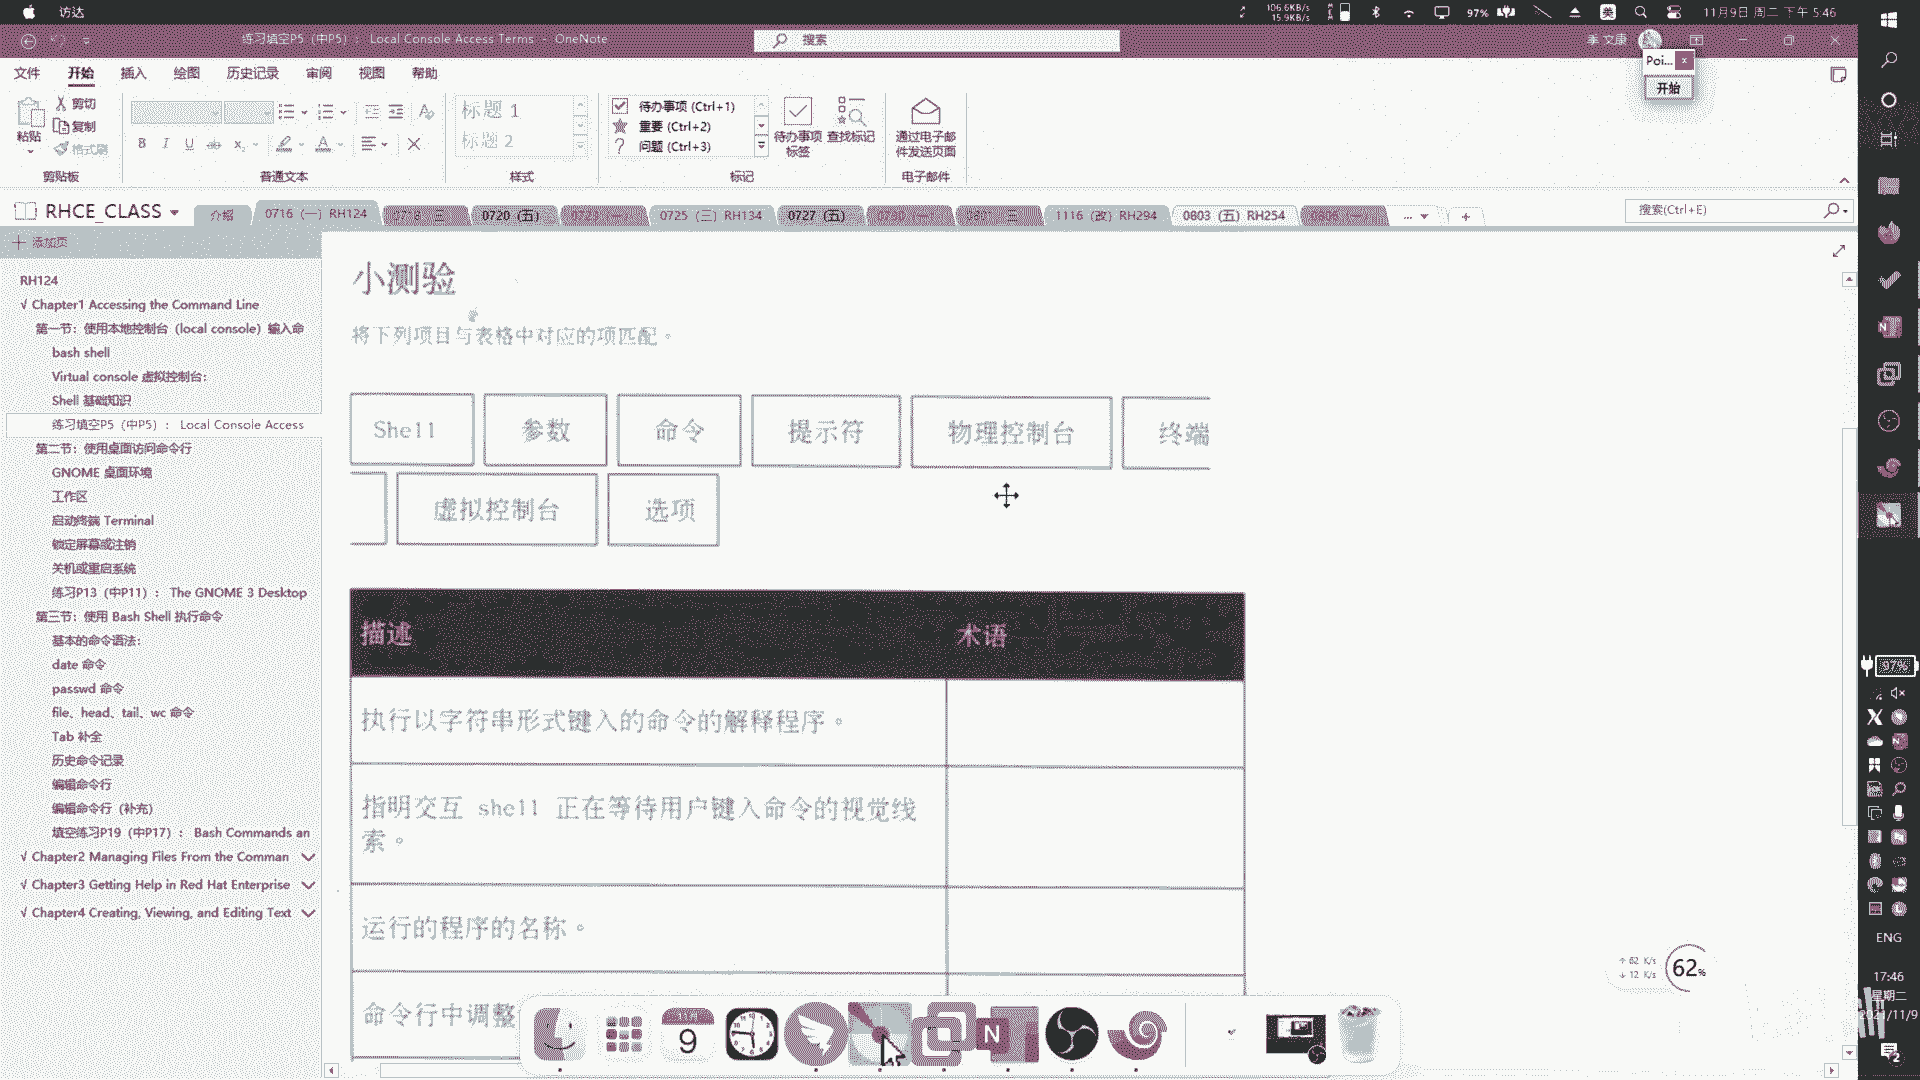 访达
106.6KB/s
15.9KB/s
97%
美
11月9日 周二 下午 5:46
练习填空P5（中P5）： Local Console Access Terms - OneNote
搜索
季 文康
Poi...
开始
文件 开始 插入 绘图 历史记录 审阅 视图 帮助
粘贴
剪切
复制
格式刷
剪贴板
B I U ab x₂ A
普通文本
标题 1
标题 2
样式
待办事项 (Ctrl+1)
重要 (Ctrl+2)
问题 (Ctrl+3)
待办事项标签
查找标记
标记
通过电子邮件发送页面
电子邮件
RHCE_CLASS
介绍
0716（一）RH124
0718（三）
0720（五）
0723（一）
0725（三）RH134
0727（五）
0730（一）
0801（三）
1116（改）RH294
0803（五）RH254
0806（一）
...
搜索(Ctrl+E)
添加页
RH124
√ Chapter1 Accessing the Command Line
第一节：使用本地控制台（local console）输入命
bash shell
Virtual console 虚拟控制台：
Shell 基础知识
练习填空P5（中P5）： Local Console Access
第二节：使用桌面访问命令行
GNOME 桌面环境
工作区
启动终端 Terminal
锁定屏幕或注销
关机或重启系统
练习P13（中P11）： The GNOME 3 Desktop
第三节：使用 Bash Shell 执行命令
基本的命令语法：
date 命令
passwd 命令
file、head、tail、wc 命令
Tab 补全
历史命令记录
编辑命令行
编辑命令行（补充）
填空练习P19（中P17）： Bash Commands an
√ Chapter2 Managing Files From the Comman
√ Chapter3 Getting Help in Red Hat Enterprise
√ Chapter4 Creating, Viewing, and Editing Text
小测验
将下列项目与表格中对应的项匹配。
Shell 参数 命令 提示符 物理控制台 终端
虚拟控制台 选项
描述 术语
执行以字符串形式键入的命令的解释程序。
指明交互 shell 正在等待用户键入命令的视觉线
索。
运行的程序的名称。
命令行中调整
9
N
↑ 62 K/s
↓ 12 K/s
62%
97%
ENG
17:46
星期二
2021/11/9
2